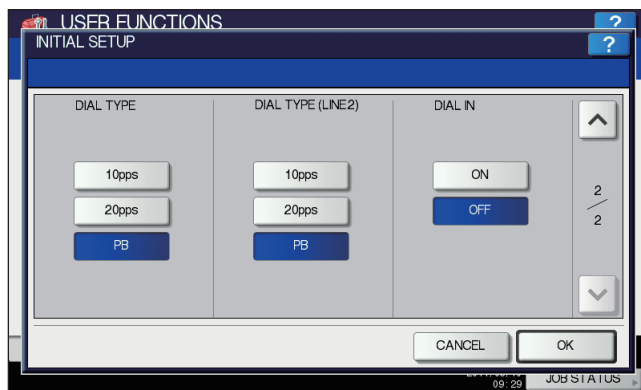 USER FUNCTIONS
?
INITIAL SETUP
?
DIAL TYPE
DIAL TYPE (LINE2)
DIAL IN
10pps
10pps
ON
20pps
20pps
OFF
PB
PB
2
2
CANCEL
OK
09:29
JOB STATUS